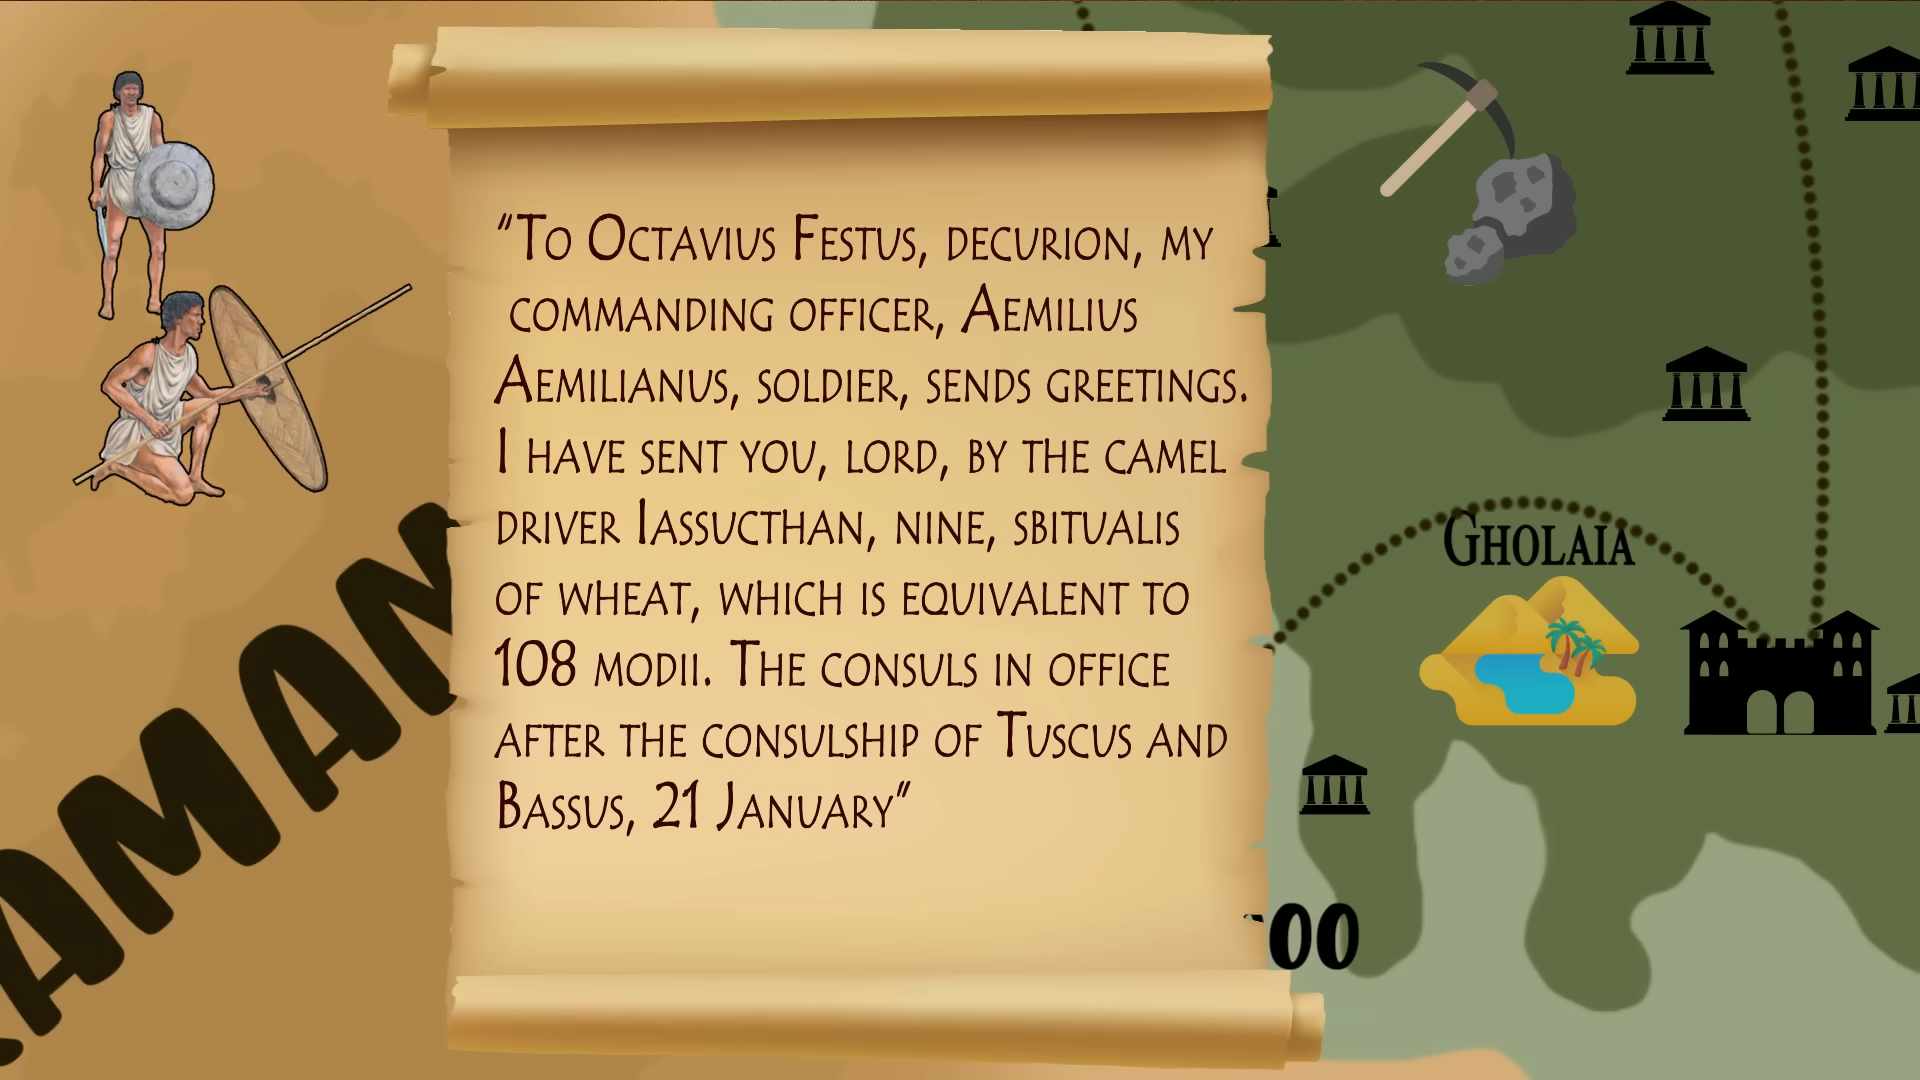 "To Octavius Festus, decurion, my
commanding officer, Aemilius
Aemilianus, soldier, sends greetings.
I have sent you, lord, by the camel
driver Iassucthan, nine, sbitualis
of wheat, which is equivalent to
108 modii. The consuls in office
after the consulship of Tuscus and
Bassus, 21 January"
Gholaia
00
AMAN